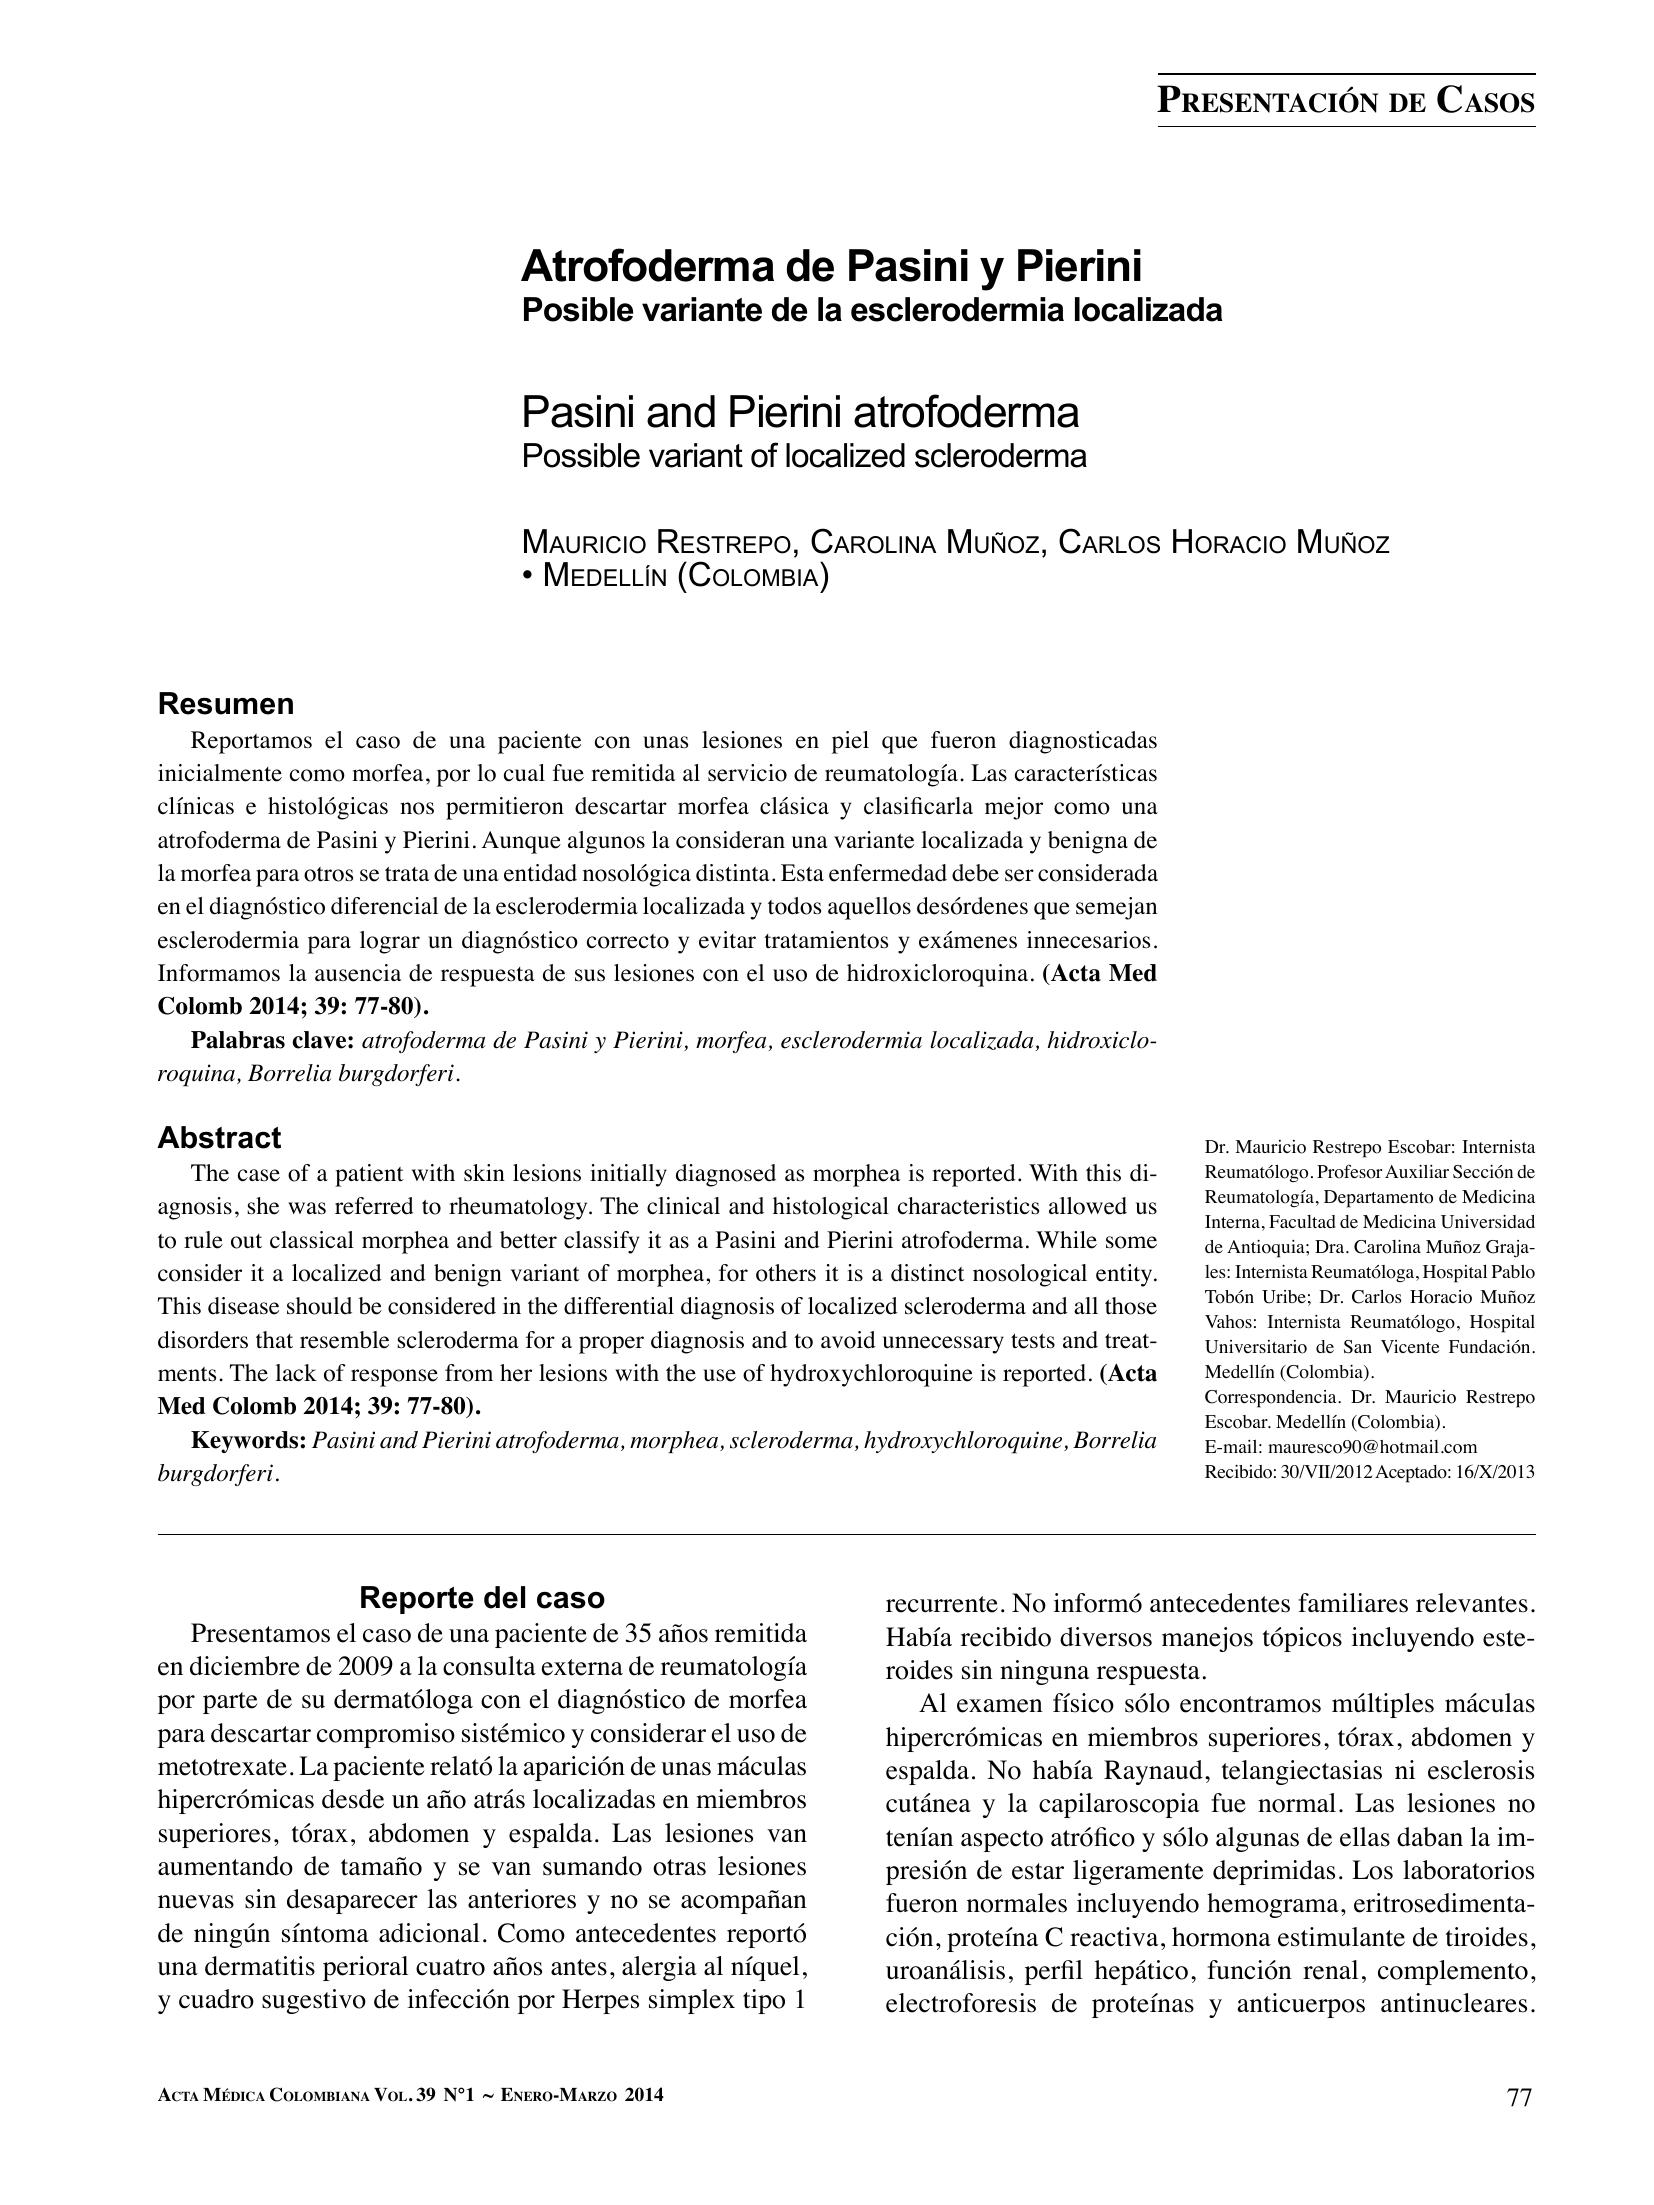 PRESENTACIÓN DE CASOS
Atrofoderma de Pasini y Pierini
Posible variante de la esclerodermia localizada
Pasini and Pierini atrofoderma
Possible variant of localized scleroderma
MAURICIO RESTREPO, CAROLINA MUÑOZ, CARLOS HORACIO MUÑOZ
• MEDELLÍN (COLOMBIA)
Resumen
Reportamos el caso de una paciente con unas lesiones en piel que fueron diagnosticadas
inicialmente como morfea, por lo cual fue remitida al servicio de reumatología. Las características
clínicas e histológicas nos permitieron descartar morfea clásica y clasificarla mejor como una
atrofoderma de Pasini y Pierini. Aunque algunos la consideran una variante localizada y benigna de
la morfea para otros se trata de una entidad nosológica distinta. Esta enfermedad debe ser considerada
en el diagnóstico diferencial de la esclerodermia localizada y todos aquellos desórdenes que semejan
esclerodermia para lograr un diagnóstico correcto y evitar tratamientos y exámenes innecesarios.
Informamos la ausencia de respuesta de sus lesiones con el uso de hidroxicloroquina. (Acta Med
Colomb 2014; 39: 77-80).
Palabras clave: atrofoderma de Pasini y Pierini, morfea, esclerodermia localizada, hidroxiclo-
roquina, Borrelia burgdorferi.
Abstract
The case of a patient with skin lesions initially diagnosed as morphea is reported. With this di-
agnosis, she was referred to rheumatology. The clinical and histological characteristics allowed us
to rule out classical morphea and better classify it as a Pasini and Pierini atrofoderma. While some
consider it a localized and benign variant of morphea, for others it is a distinct nosological entity.
This disease should be considered in the differential diagnosis of localized scleroderma and all those
disorders that resemble scleroderma for a proper diagnosis and to avoid unnecessary tests and treat-
ments. The lack of response from her lesions with the use of hydroxychloroquine is reported. (Acta
Med Colomb 2014; 39: 77-80).
Keywords: Pasini and Pierini atrofoderma, morphea, scleroderma, hydroxychloroquine, Borrelia
burgdorferi.
Dr. Mauricio Restrepo Escobar: Internista
Reumatólogo. Profesor Auxiliar Sección de
Reumatología, Departamento de Medicina
Interna, Facultad de Medicina Universidad
de Antioquia; Dra. Carolina Muñoz Graja-
les: Internista Reumatóloga, Hospital Pablo
Tobón Uribe; Dr. Carlos Horacio Muñoz
Vahos: Internista Reumatólogo, Hospital
Universitario de San Vicente Fundación.
Medellín (Colombia).
Correspondencia. Dr. Mauricio Restrepo
Escobar. Medellín (Colombia).
E-mail: mauresco90@hotmail.com
Recibido: 30/VII/2012 Aceptado: 16/X/2013
Reporte del caso
Presentamos el caso de una paciente de 35 años remitida
en diciembre de 2009 a la consulta externa de reumatología
por parte de su dermatóloga con el diagnóstico de morfea
para descartar compromiso sistémico y considerar el uso de
metotrexate. La paciente relató la aparición de unas máculas
hipercrómicas desde un año atrás localizadas en miembros
superiores, tórax, abdomen y espalda. Las lesiones van
aumentando de tamaño y se van sumando otras lesiones
nuevas sin desaparecer las anteriores y no se acompañan
de ningún síntoma adicional. Como antecedentes reportó
una dermatitis perioral cuatro años antes, alergia al níquel,
y cuadro sugestivo de infección por Herpes simplex tipo 1
recurrente. No informó antecedentes familiares relevantes.
Había recibido diversos manejos tópicos incluyendo este-
roides sin ninguna respuesta.
Al examen físico sólo encontramos múltiples máculas
hipercrómicas en miembros superiores, tórax, abdomen y
espalda. No había Raynaud, telangiectasias ni esclerosis
cutánea y la capilaroscopia fue normal. Las lesiones no
tenían aspecto atrófico y sólo algunas de ellas daban la im-
presión de estar ligeramente deprimidas. Los laboratorios
fueron normales incluyendo hemograma, eritrosedimenta-
ción, proteína C reactiva, hormona estimulante de tiroides,
uroanálisis, perfil hepático, función renal, complemento,
electroforesis de proteínas y anticuerpos antinucleares.
ACTA MÉDICA COLOMBIANA VOL. 39 N°1 ~ ENERO-MARZO 2014
77